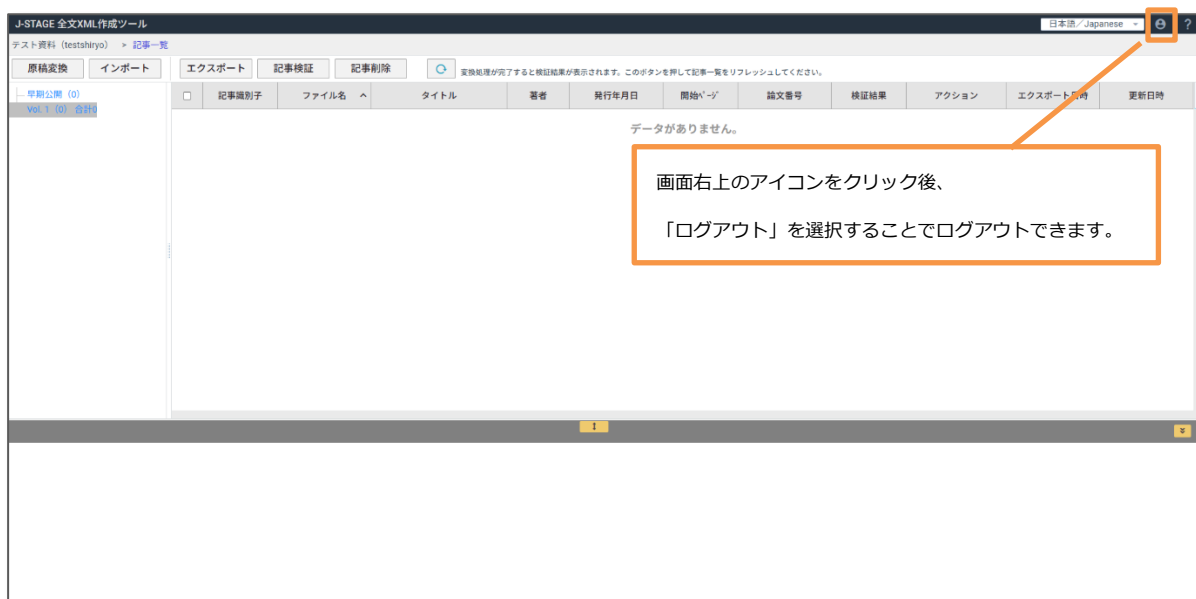 J-STAGE 全文XML作成ツール
日本語／Japanese
?
テスト資料（testshiryo） > 記事一覧
原稿変換 インポート エクスポート 記事検証 記事削除 変換処理が完了すると検証結果が表示されます。このボタンを押して記事一覧をリフレッシュしてください。
早期公開（0）
Vol. 1（0）合計0
記事識別子 ファイル名 タイトル 著者 発行年月日 開始ﾍﾟｰｼﾞ 論文番号 検証結果 アクション エクスポート日時 更新日時
データがありません。
画面右上のアイコンをクリック後、
「ログアウト」を選択することでログアウトできます。